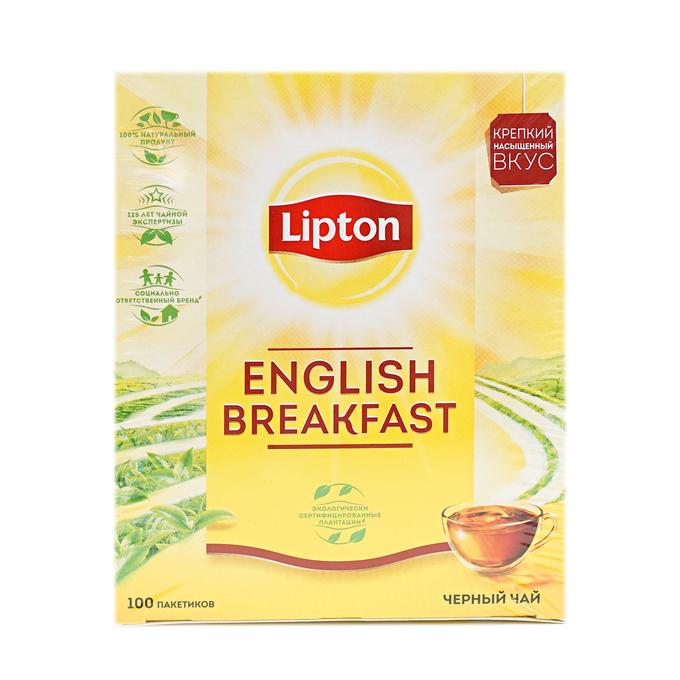 100% НАТУРАЛЬНЫЙ
ПРОДУКТ
125 ЛЕТ ЧАЙНОЙ
ЭКСПЕРТИЗЫ
СОЦИАЛЬНО
ОТВЕТСТВЕННЫЙ БРЕНД
КРЕПКИЙ
НАСЫЩЕННЫЙ
ВКУС
Lipton
ENGLISH
BREAKFAST
ЭКОЛОГИЧЕСКИ
СЕРТИФИЦИРОВАННЫЕ
ПЛАНТАЦИИ
100 ПАКЕТИКОВ
ЧЕРНЫЙ ЧАЙ